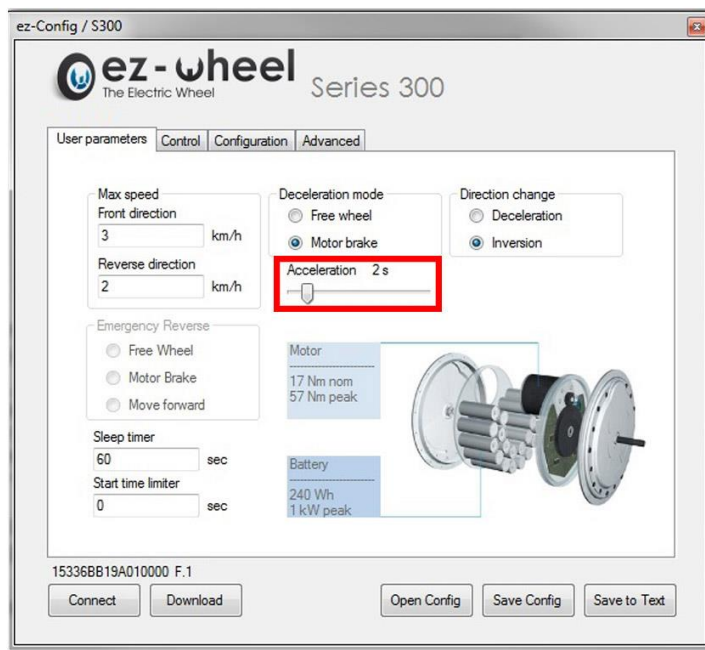 ez-Config / S300
ez-wheel
The Electric Wheel
Series 300
User parameters
Control
Configuration
Advanced
Max speed
Front direction
3 km/h
Reverse direction
2 km/h
Deceleration mode
Free wheel
Motor brake
Acceleration 2 s
Direction change
Deceleration
Inversion
Emergency Reverse
Free Wheel
Motor Brake
Move forward
Sleep timer
60 sec
Start time limiter
0 sec
Motor
17 Nm nom
57 Nm peak
Battery
240 Wh
1 kW peak
15336BB19A010000 F.1
Connect
Download
Open Config
Save Config
Save to Text